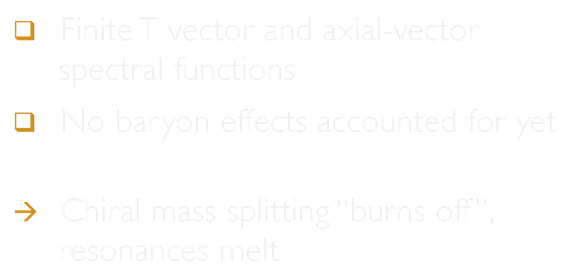 ❑ Finite T vector and axial-vector
spectral functions
❑ No baryon effects accounted for yet
→ Chiral mass splitting “burns off”,
resonances melt